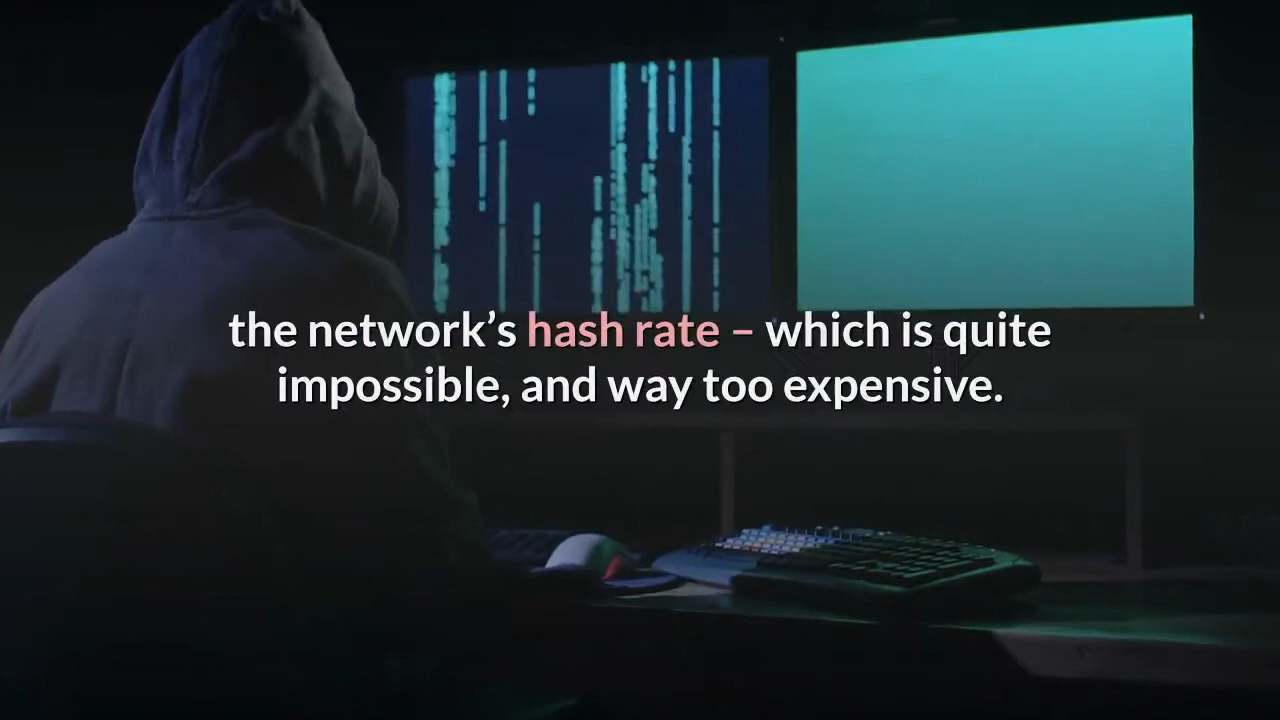 the network’s hash rate – which is quite
impossible, and way too expensive.